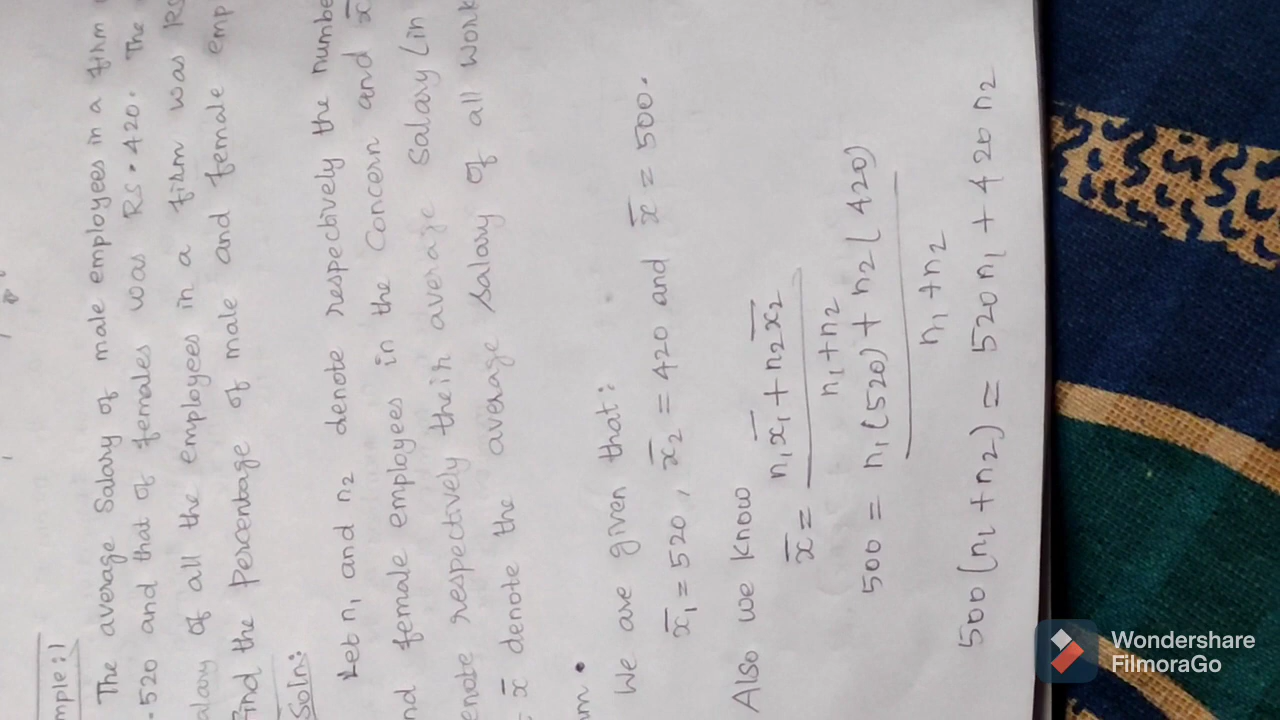 mple:1
The average Salary of male employees in a firm
.520 and that of females was RS.420. The
alary of all the employees in a firm was RS
Find the Percentage of male and female emp
Soln:
Let n₁ and n₂ denote respectively the numbe
nd female employees in the Concern and x̅
enote respectively their average Salary (in
x̅ denote the average Salary of all work
um.
We are given that:
x̅₁ = 520, x̅₂ = 420 and x̅ = 500.
Also we know
x̅ = n₁x̅₁ + n₂x̅₂
n₁+n₂
500 = n₁(520) + n₂(420)
n₁+n₂
500(n₁+n₂) = 520n₁ + 420n₂
Wondershare
FilmoraGo